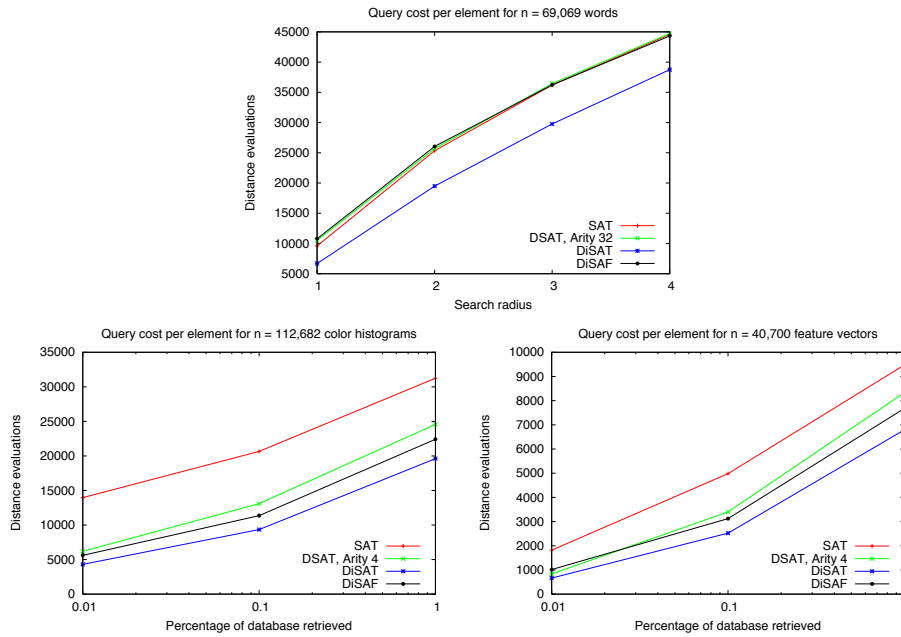 Query cost per element for n = 69,069 words
45000
40000
35000
30000
25000
20000
15000
10000
5000
Distance evaluations
SAT
DSAT, Arity 32
DiSAT
DiSAF
1 2 3 4
Search radius
Query cost per element for n = 112,682 color histograms
35000
30000
25000
20000
15000
10000
5000
0
Distance evaluations
SAT
DSAT, Arity 4
DiSAT
DiSAF
0.01 0.1 1
Percentage of database retrieved
Query cost per element for n = 40,700 feature vectors
10000
9000
8000
7000
6000
5000
4000
3000
2000
1000
0
Distance evaluations
SAT
DSAT, Arity 4
DiSAT
DiSAF
0.01 0.1
Percentage of database retrieved